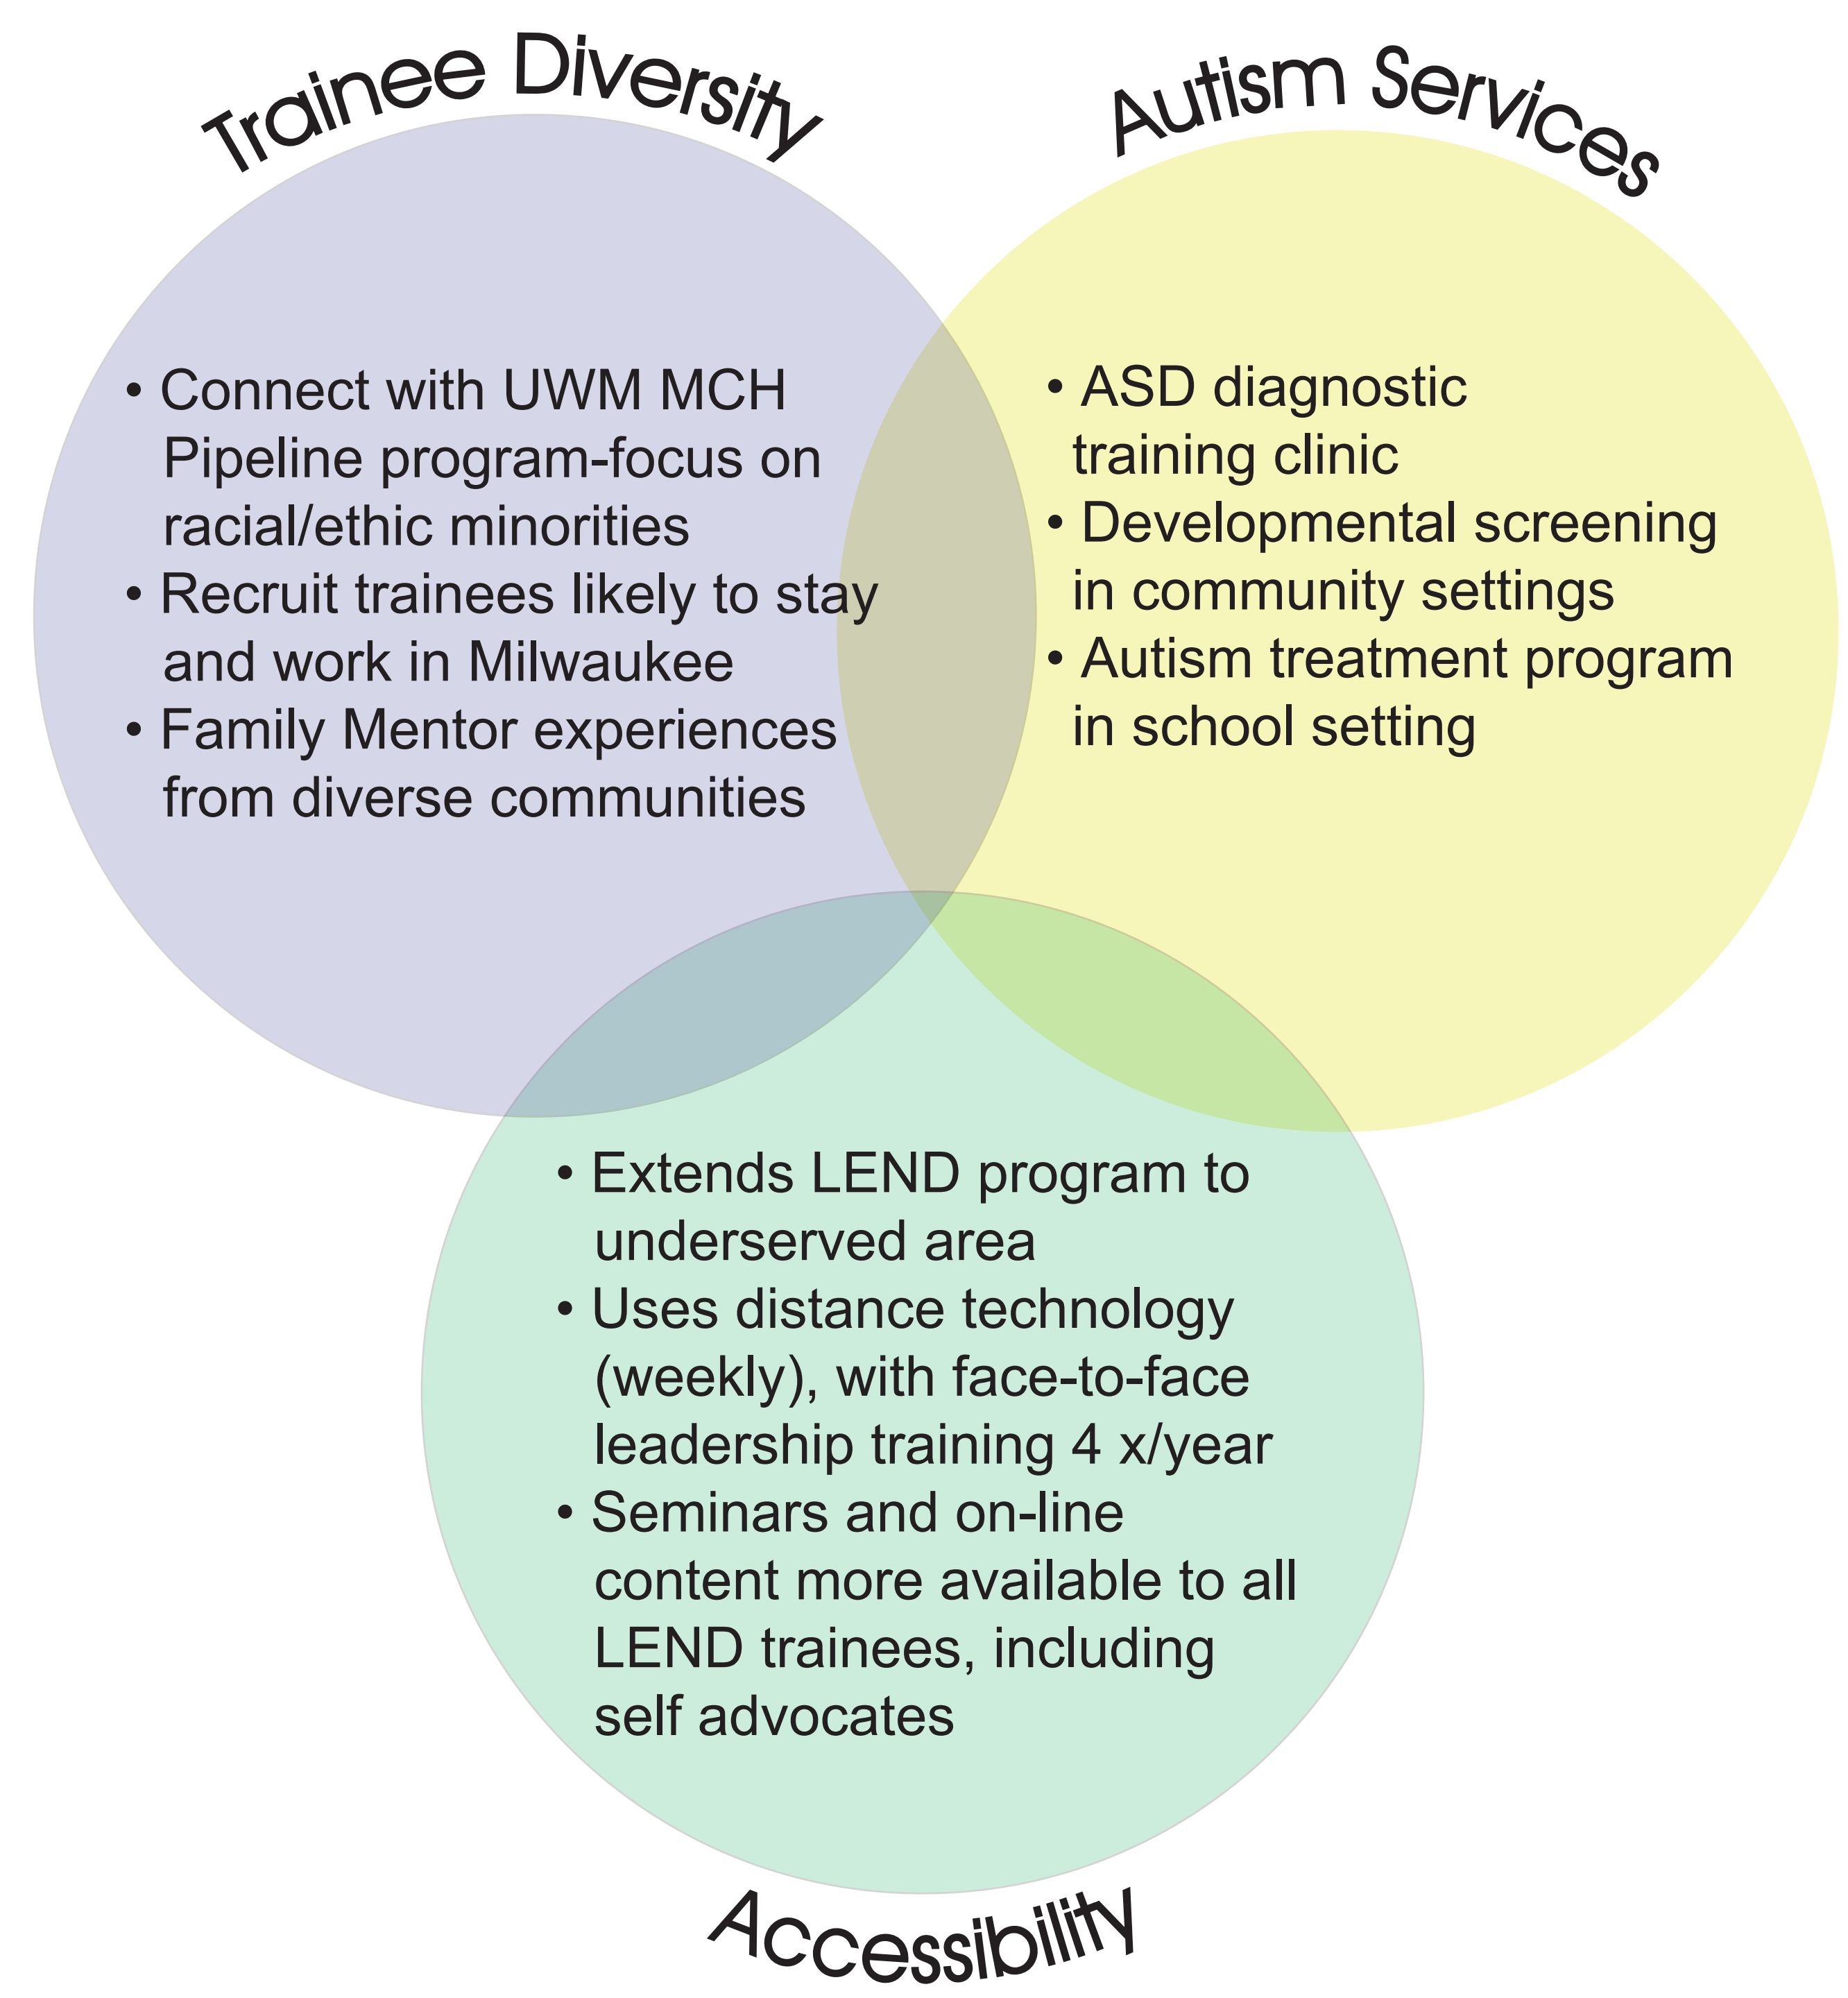 Trainee Diversity
• Connect with UWM MCH
Pipeline program-focus on
racial/ethic minorities
• Recruit trainees likely to stay
and work in Milwaukee
• Family Mentor experiences
from diverse communities
Autism Services
• ASD diagnostic
training clinic
• Developmental screening
in community settings
• Autism treatment program
in school setting
• Extends LEND program to
underserved area
• Uses distance technology
(weekly), with face-to-face
leadership training 4 x/year
• Seminars and on-line
content more available to all
LEND trainees, including
self advocates
Accessibility